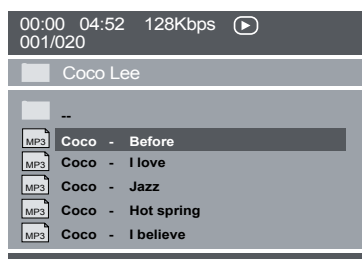 00:00 04:52 128Kbps
001/020
Coco Lee
--
MP3 Coco - Before
MP3 Coco - I love
MP3 Coco - Jazz
MP3 Coco - Hot spring
MP3 Coco - I believe